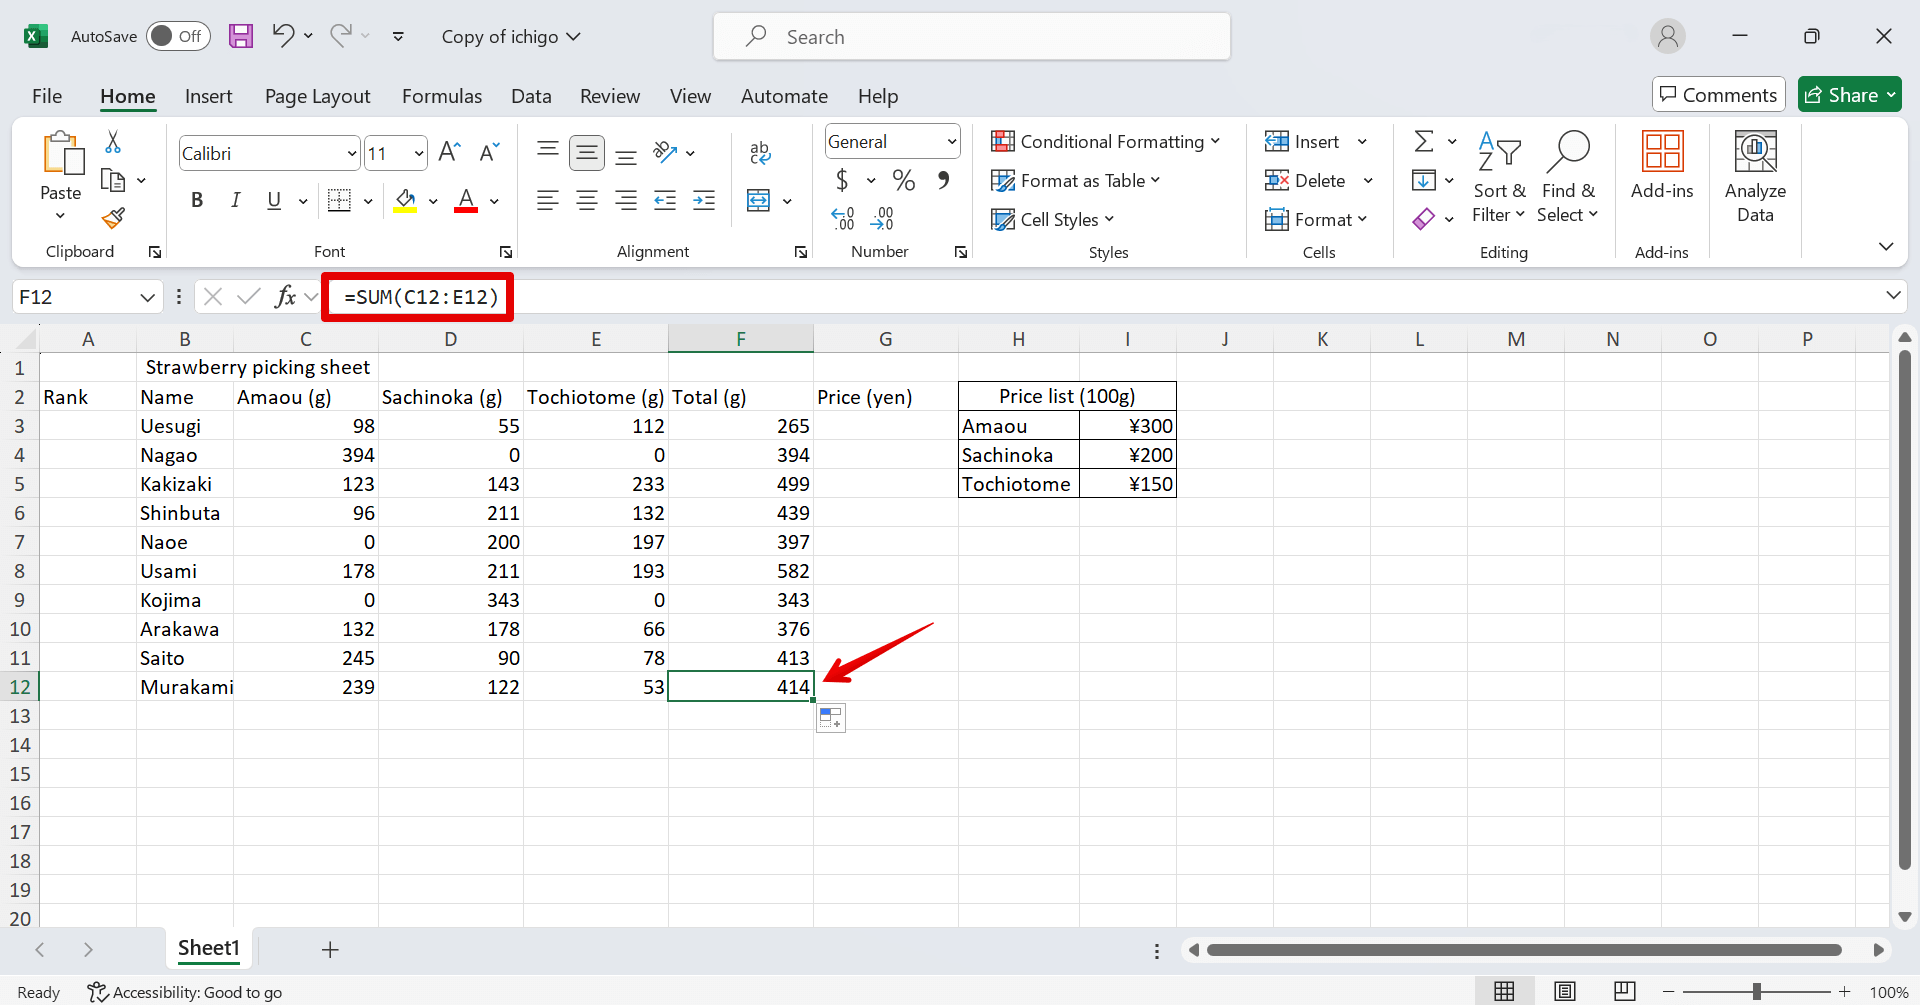 AutoSave Off Copy of ichigo Search
File Home Insert Page Layout Formulas Data Review View Automate Help Comments Share
Paste
Clipboard
Calibri 11
B I U A
Font
ab
Alignment
General
$ % 9
Number
Conditional Formatting
Format as Table
Cell Styles
Styles
Insert
Delete
Format
Cells
Sort & Filter
Find & Select
Editing
Add-ins
Add-ins
Analyze Data
F12 fx =SUM(C12:E12)
A B C D E F G H I J K L M N O P
1 Strawberry picking sheet
2 Rank Name Amaou (g) Sachinoka (g) Tochiotome (g) Total (g) Price (yen) Price list (100g)
3 Uesugi 98 55 112 265 Amaou ¥300
4 Nagao 394 0 0 394 Sachinoka ¥200
5 Kakizaki 123 143 233 499 Tochiotome ¥150
6 Shinbuta 96 211 132 439
7 Naoe 0 200 197 397
8 Usami 178 211 193 582
9 Kojima 0 343 0 343
10 Arakawa 132 178 66 376
11 Saito 245 90 78 413
12 Murakami 239 122 53 414
13
14
15
16
17
18
19
20
Sheet1
Ready Accessibility: Good to go 100%